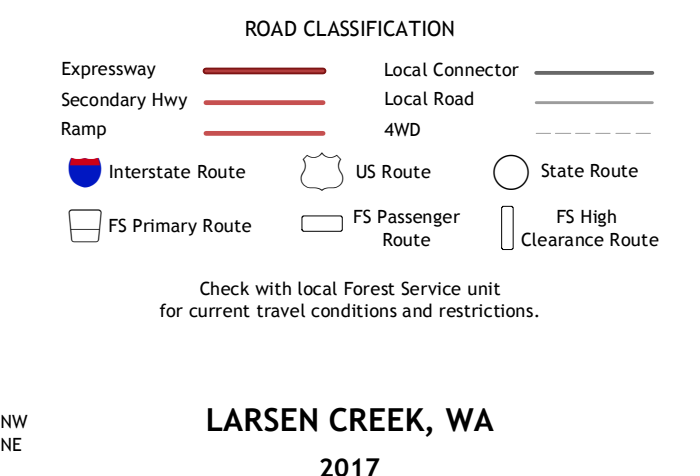 ROAD CLASSIFICATION
Expressway
Local Connector
Secondary Hwy
Local Road
Ramp
4WD
Interstate Route
US Route
State Route
FS Primary Route
FS Passenger
Route
FS High
Clearance Route
Check with local Forest Service unit
for current travel conditions and restrictions.
NW
NE
LARSEN CREEK, WA
2017